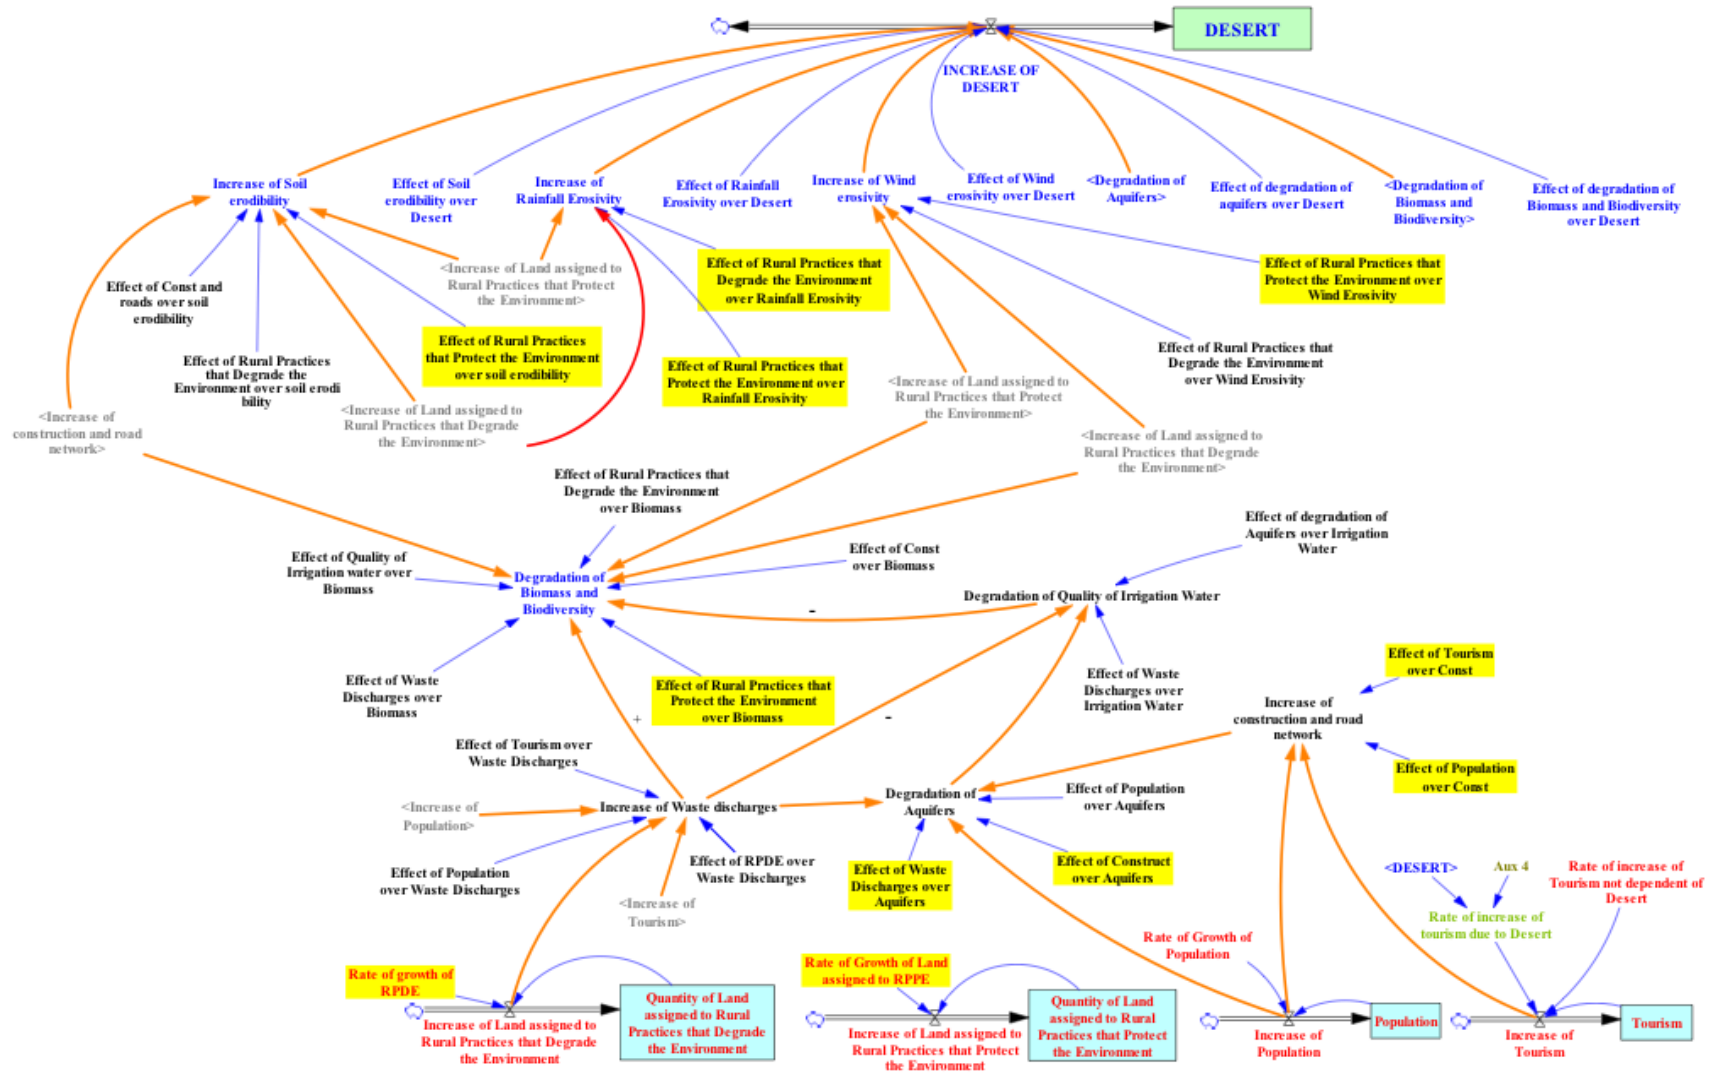 DESERT
INCREASE OF
DESERT
Increase of Soil
erodibility
Effect of Soil
erodibility over
Desert
Increase of
Rainfall Erosivity
Effect of Rainfall
Erosivity over Desert
Increase of Wind
erosivity
Effect of Wind
erosivity over Desert
<Degradation of
Aquifers>
Effect of degradation of
aquifers over Desert
<Degradation of
Biomass and
Biodiversity>
Effect of degradation of
Biomass and Biodiversity
over Desert
Effect of Const and
roads over soil
erodibility
<Increase of Land assigned to
Rural Practices that Protect
the Environment>
Effect of Rural Practices that
Degrade the Environment
over Rainfall Erosivity
Effect of Rural Practices that
Protect the Environment over
Wind Erosivity
Effect of Rural Practices
that Degrade the
Environment over soil erodi
bility
Effect of Rural Practices
that Protect the Environment
over soil erodibility
Effect of Rural Practices that
Protect the Environment over
Rainfall Erosivity
Effect of Rural Practices that
Degrade the Environment
over Wind Erosivity
<Increase of
construction and road
network>
<Increase of Land assigned to
Rural Practices that Degrade
the Environment>
<Increase of Land assigned to
Rural Practices that Protect
the Environment>
<Increase of Land assigned to
Rural Practices that Degrade
the Environment>
Effect of Rural Practices that
Degrade the Environment
over Biomass
Effect of Quality of
Irrigation water over
Biomass
Degradation of
Biomass and
Biodiversity
Effect of Const
over Biomass
Effect of degradation of
Aquifers over Irrigation
Water
Degradation of Quality of Irrigation Water
-
Effect of Waste
Discharges over
Biomass
Effect of Rural Practices that
Protect the Environment
over Biomass
+
-
Effect of Waste
Discharges over
Irrigation Water
Effect of Tourism
over Const
Increase of
construction and road
network
Effect of Population
over Const
Effect of Tourism over
Waste Discharges
<Increase of
Population>
Increase of Waste discharges
Degradation of
Aquifers
Effect of Population
over Aquifers
Effect of Population
over Waste Discharges
<Increase of
Tourism>
Effect of RPDE over
Waste Discharges
Effect of Waste
Discharges over
Aquifers
Effect of Construct
over Aquifers
<DESERT>
Aux 4
Rate of increase of
Tourism not dependent of
Desert
Rate of increase of
tourism due to Desert
Rate of growth of
RPDE
Increase of Land assigned to
Rural Practices that Degrade
the Environment
Quantity of Land
assigned to Rural
Practices that Degrade
the Environment
Rate of Growth of Land
assigned to RPPE
Increase of Land assigned to
Rural Practices that Protect
the Environment
Quantity of Land
assigned to Rural
Practices that Protect
the Environment
Rate of Growth of
Population
Increase of
Population
Population
Increase of
Tourism
Tourism